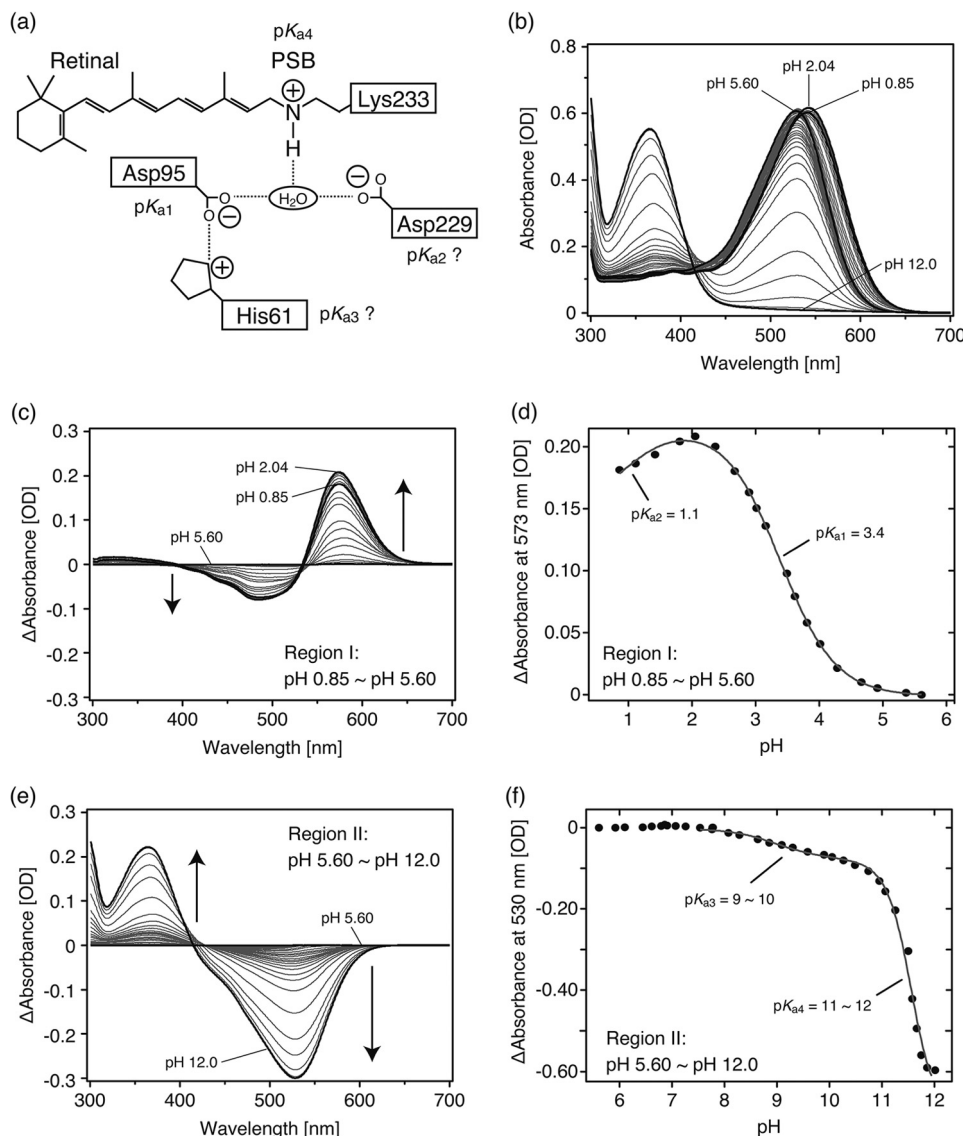 (a)
pKa4
Retinal
PSB
+
N
Lys233
H
Asp95
O
H2O
O
O
Asp229
pKa1
O
−
−
O
pKa2 ?
+
His61
pKa3 ?
(b)
Absorbance [OD]
0.8
0.6
0.4
0.2
0
pH 2.04
pH 5.60
pH 0.85
pH 12.0
300
400
500
600
700
Wavelength [nm]
(c)
ΔAbsorbance [OD]
0.3
0.2
0.1
0
-0.1
-0.2
-0.3
pH 2.04
pH 0.85
pH 5.60
Region I:
pH 0.85 ~ pH 5.60
300
400
500
600
700
Wavelength [nm]
(d)
ΔAbsorbance at 573 nm [OD]
0.20
0.15
0.10
0.05
0
pKa2 = 1.1
pKa1 = 3.4
Region I:
pH 0.85 ~ pH 5.60
1
2
3
4
5
6
pH
(e)
ΔAbsorbance [OD]
0.3
0.2
0.1
0
-0.1
-0.2
-0.3
Region II:
pH 5.60 ~ pH 12.0
pH 5.60
pH 12.0
300
400
500
600
700
Wavelength [nm]
(f)
ΔAbsorbance at 530 nm [OD]
0
-0.20
-0.40
-0.60
pKa3 = 9 ~ 10
pKa4 = 11 ~ 12
Region II:
pH 5.60 ~ pH 12.0
6
7
8
9
10
11
12
pH